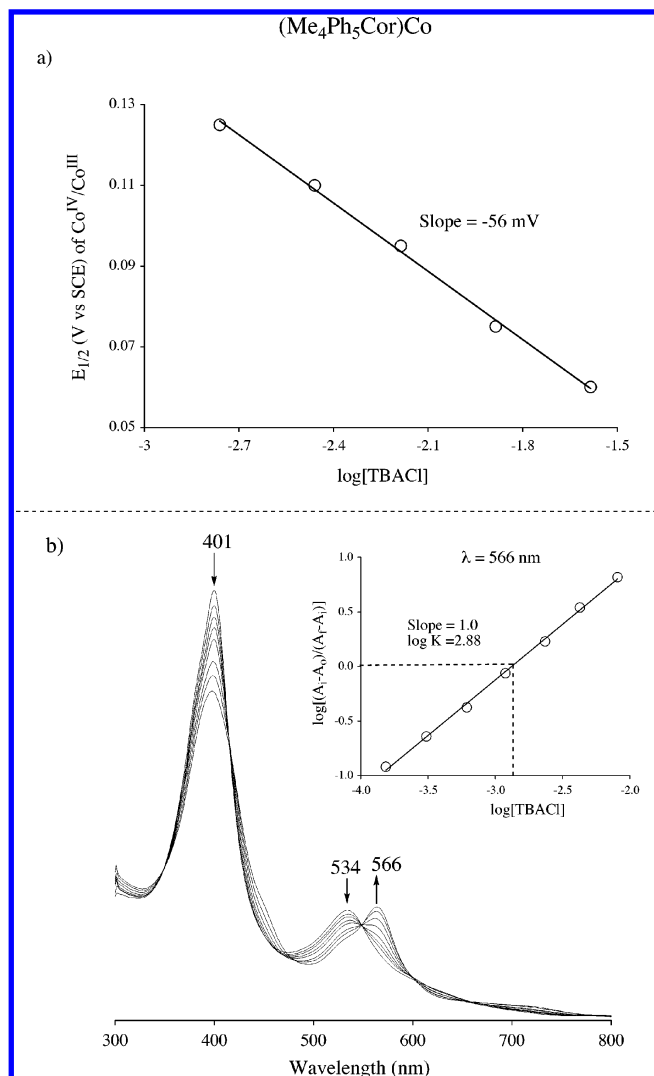 (Me₄Ph₅Cor)Co
a)
0.13
0.11
0.09
0.07
0.05
E₁/₂ (V vs SCE) of Coᴵⱽ/Coᴵᴵᴵ
Slope = -56 mV
-3
-2.7
-2.4
-2.1
-1.8
-1.5
log[TBACl]
b)
401
534
566
λ = 566 nm
1.0
0.5
0.0
-0.5
-1.0
log[(Aᵢ-Aₒ)/(A_f-Aᵢ)]
Slope = 1.0
log K =2.88
-4.0
-3.5
-3.0
-2.5
-2.0
log[TBACl]
300
400
500
600
700
800
Wavelength (nm)